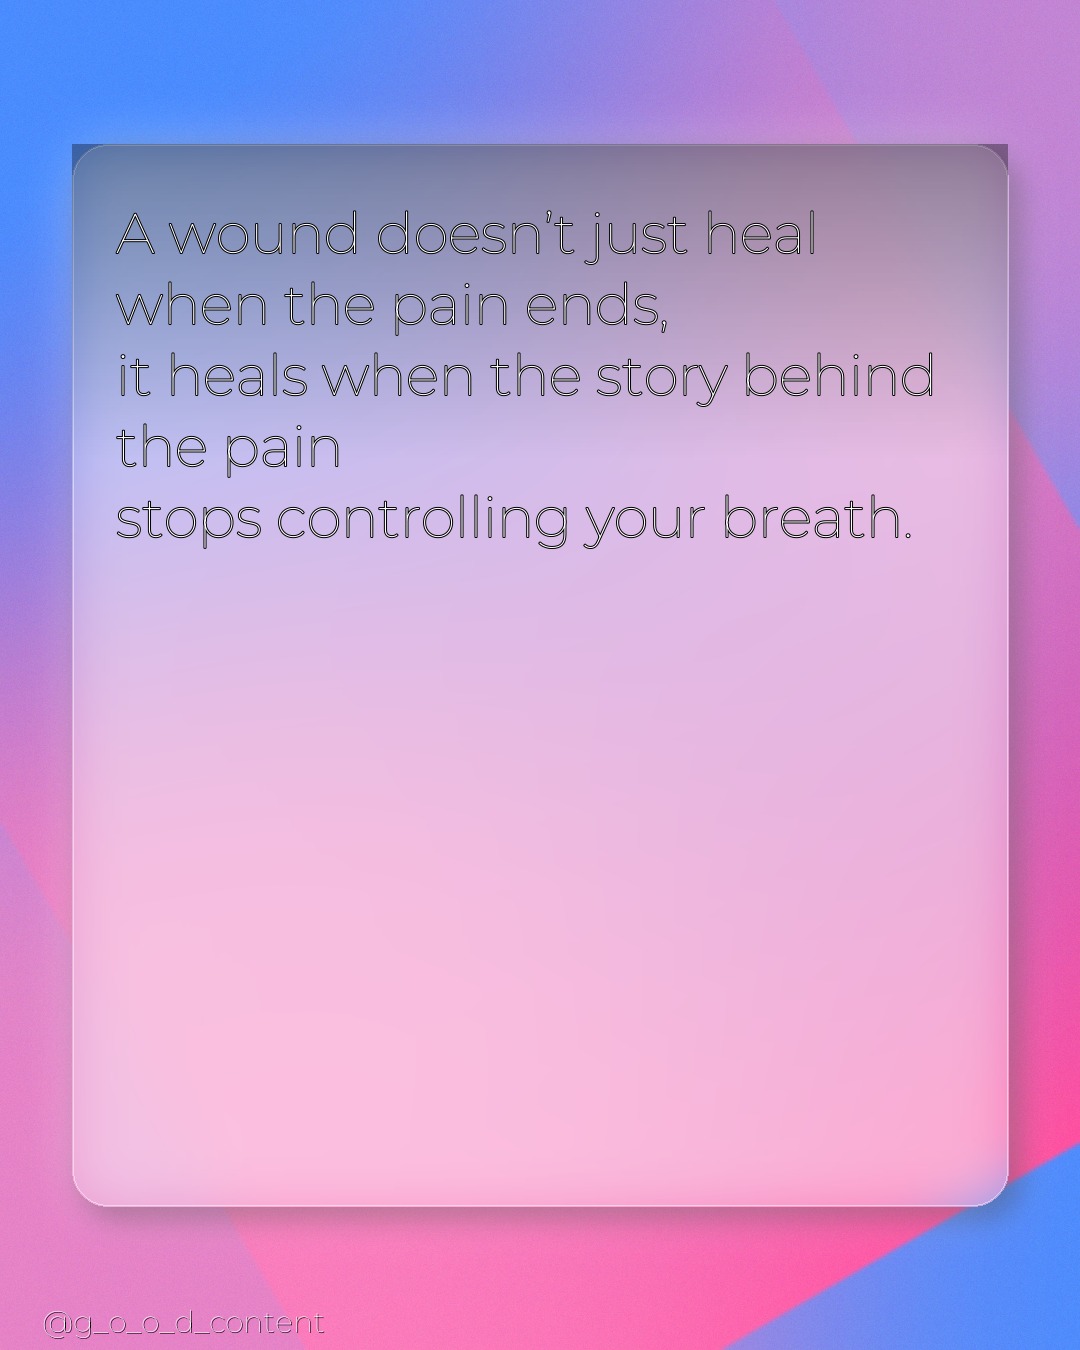 A wound doesn’t just heal
when the pain ends,
it heals when the story behind
the pain
stops controlling your breath.
@g_o_o_d_content